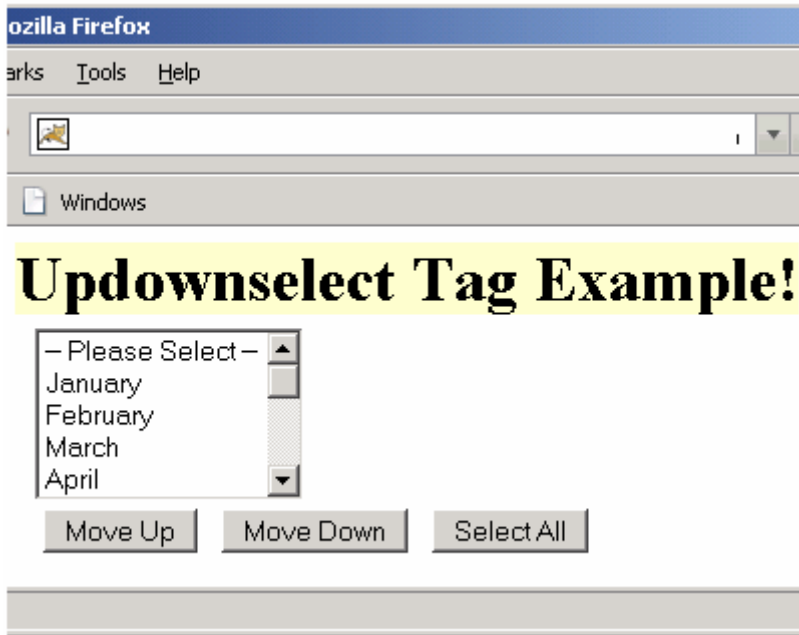 ozilla Firefox
arks Tools Help
Windows
Updownselect Tag Example!
– Please Select –
January
February
March
April
Move Up Move Down Select All